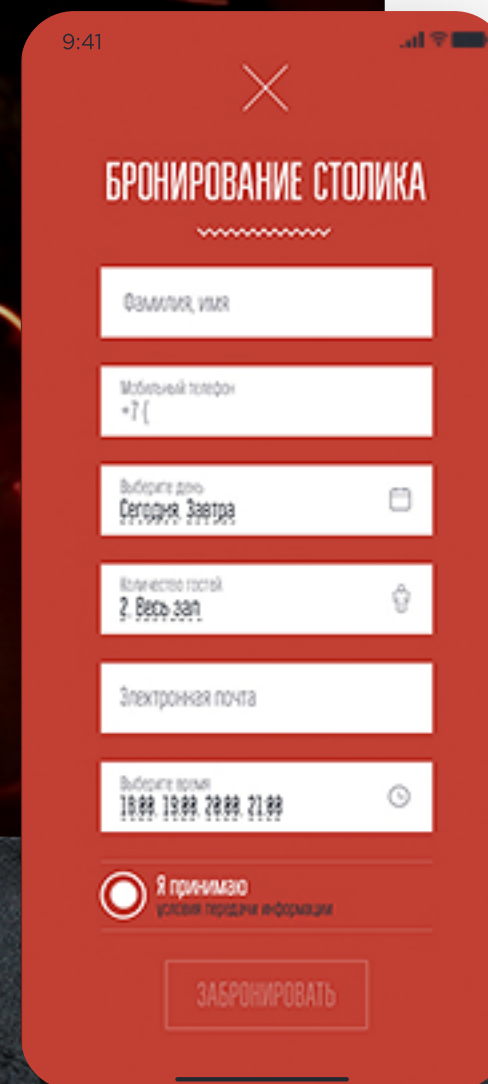 9:41
БРОНИРОВАНИЕ СТОЛИКА
Фамилия, имя
Мобильный телефон
+7 (
Выберите день
Сегодня, Завтра
Количество гостей
2, Весь зал
Электронная почта
Выберите время
18:00, 19:00, 20:00, 21:00
Я принимаю
условия передачи информации
ЗАБРОНИРОВАТЬ